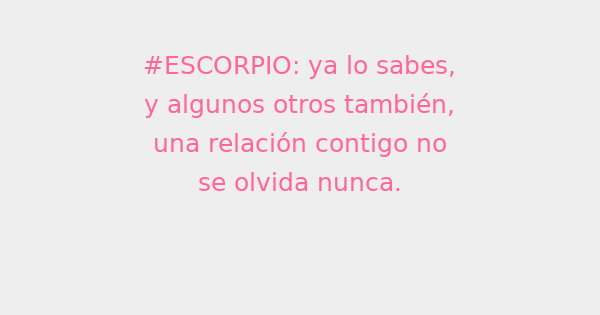 #ESCORPIO: ya lo sabes,
y algunos otros también,
una relación contigo no
se olvida nunca.